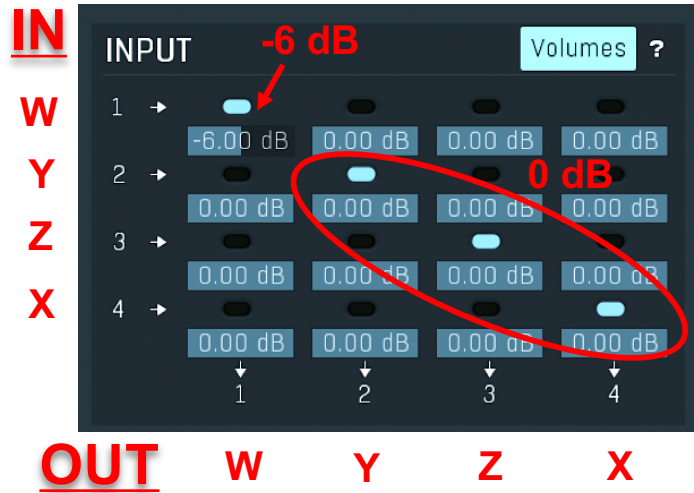 IN
INPUT -6 dB Volumes ?
W 1
-6.00 dB 0.00 dB 0.00 dB 0.00 dB
Y 2 0 dB
0.00 dB 0.00 dB 0.00 dB 0.00 dB
Z 3
0.00 dB 0.00 dB 0.00 dB 0.00 dB
X 4
0.00 dB 0.00 dB 0.00 dB 0.00 dB
1 2 3 4
OUT W Y Z X